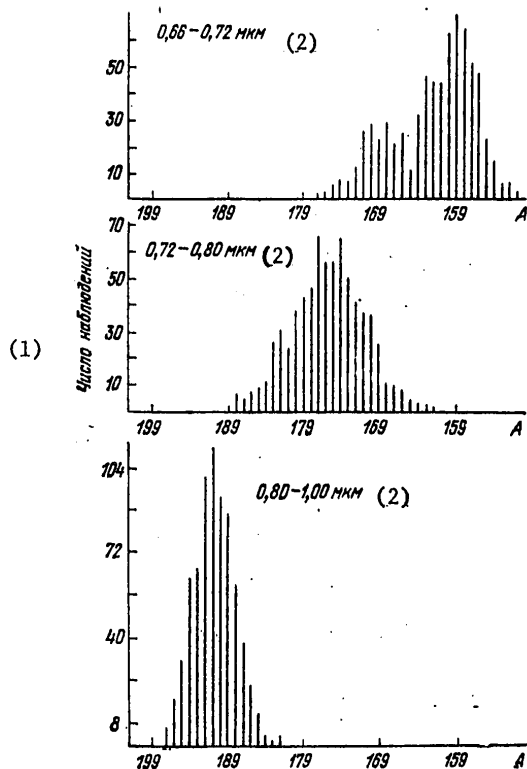 0,66–0,72 мкм (2)
50
30
10
199 189 179 169 159 A
70
0,72–0,80 мкм (2)
50
30
10
(1)
Число наблюдений
199 189 179 169 159 A
104
0,80–1,00 мкм (2)
72
40
8
199 189 179 169 159 A